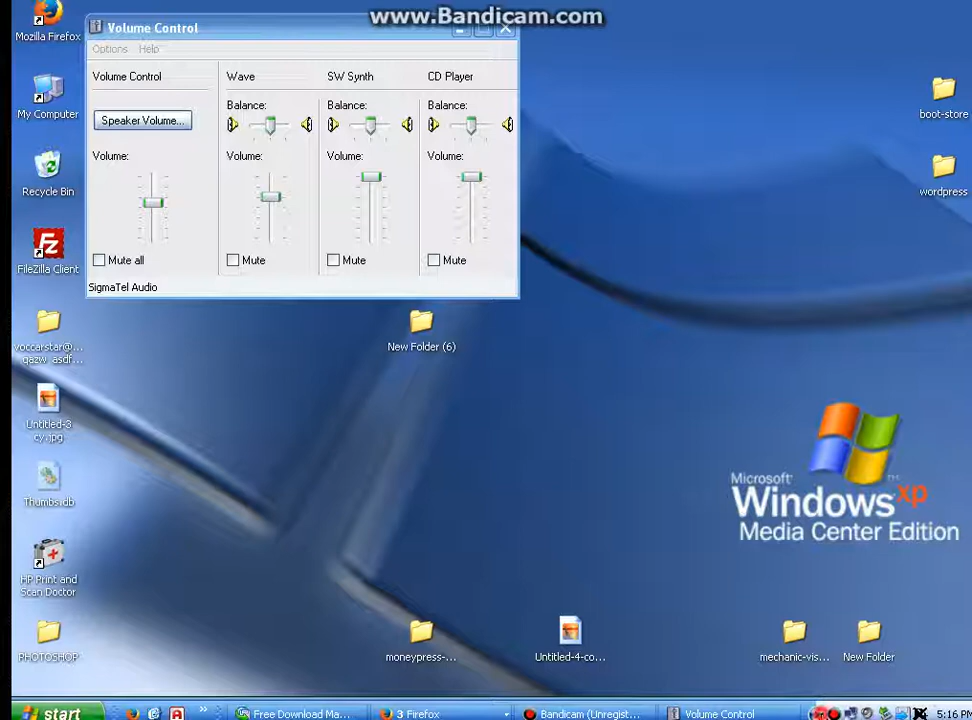 www.Bandicam.com
Mozilla Firefox
Volume Control
Options Help
Volume Control
Wave
SW Synth
CD Player
Speaker Volume...
Balance:
Balance:
Balance:
Volume:
Volume:
Volume:
Volume:
Mute all
Mute
Mute
Mute
SigmaTel Audio
My Computer
Recycle Bin
FileZilla Client
boot-store
wordpress
voccarstar@...
qazw_asdf...
New Folder (6)
Untitled-3
cy.jpg
Thumbs.db
HP Print and
Scan Doctor
PHOTOSHOP
moneypress-...
Untitled-4-co...
mechanic-vis...
New Folder
Microsoft
Windows xp
Media Center Edition
start
Free Download Ma...
3 Firefox
Bandicam (Unregist...
Volume Control
5:16 PM